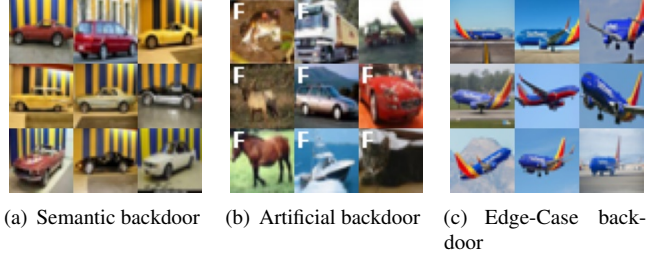 F F
F F F
F F F
(a) Semantic backdoor
(b) Artificial backdoor
(c) Edge-Case back-
door